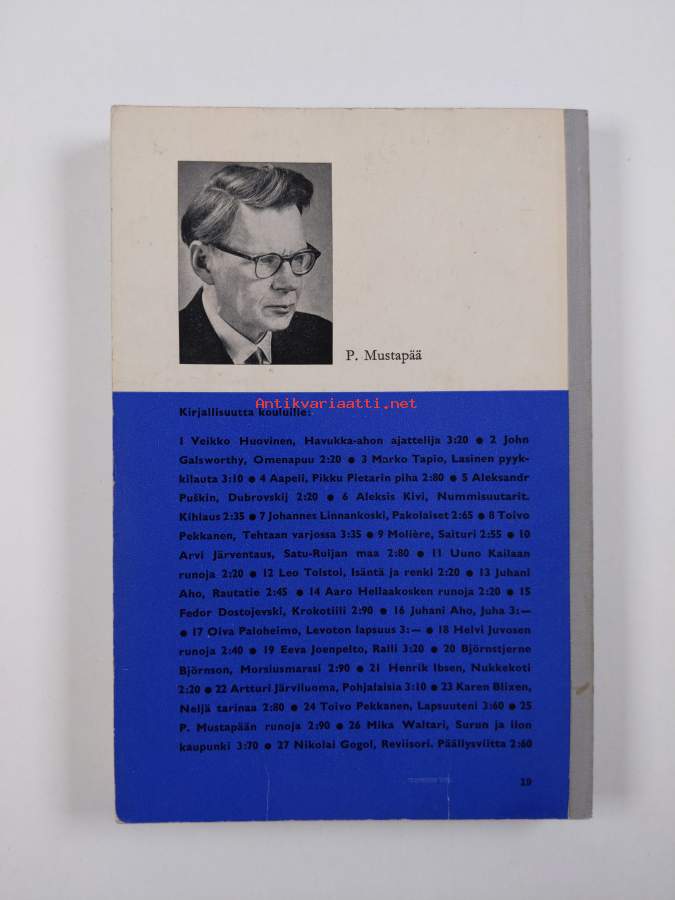 P. Mustapää
Antikvariaatti.net
Kirjallisuutta kouluille:
1 Veikko Huovinen, Havukka-ahon ajattelija 3:20 ● 2 John
Galsworthy, Omenapuu 2:20 ● 3 Marko Tapio, Lasinen pyyk-
kilauta 3:10 ● 4 Aapeli, Pikku Pietarin piha 2:80 ● 5 Aleksandr
Puškin, Dubrovskij 2:20 ● 6 Aleksis Kivi, Nummisuutarit.
Kihlaus 2:35 ● 7 Johannes Linnankoski, Pakolaiset 2:65 ● 8 Toivo
Pekkanen, Tehtaan varjossa 3:35 ● 9 Molière, Saituri 2:55 ● 10
Arvi Järventaus, Satu-Ruijan maa 2:80 ● 11 Uuno Kailaan
runoja 2:20 ● 12 Leo Tolstoi, Isäntä ja renki 2:20 ● 13 Juhani
Aho, Rautatie 2:45 ● 14 Aaro Hellaakosken runoja 2:20 ● 15
Fedor Dostojevski, Krokotiili 2:90 ● 16 Juhani Aho, Juha 3:—
● 17 Oiva Paloheimo, Levoton lapsuus 3:— ● 18 Helvi Juvosen
runoja 2:40 ● 19 Eeva Joenpelto, Ralli 3:20 ● 20 Björnstjerne
Björnson, Morsiusmarssi 2:90 ● 21 Henrik Ibsen, Nukkekoti
2:20 ● 22 Artturi Järviluoma, Pohjalaisia 3:10 ● 23 Karen Blixen,
Neljä tarinaa 2:80 ● 24 Toivo Pekkanen, Lapsuuteni 3:60 ● 25
P. Mustapään runoja 2:90 ● 26 Mika Waltari, Surun ja ilon
kaupunki 3:70 ● 27 Nikolai Gogol, Reviisori. Päällysviitta 2:60